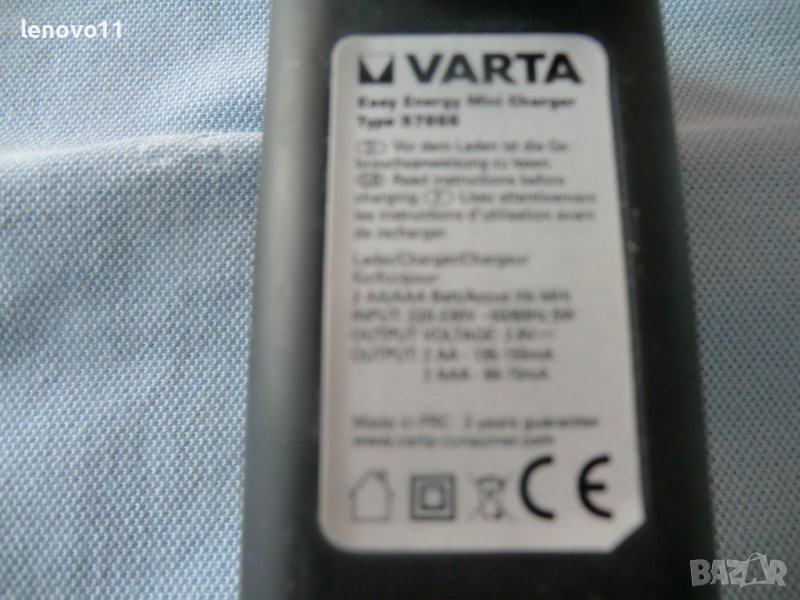 lenovo11
VARTA
Easy Energy Mini Charger
Type 57666
Vor dem Laden ist die Ge-
brauchsanweisung zu lesen.
GB Read instructions before
charging F Lisez attentivement
les instructions d'utilisation avant
de recharger.
Lader/Charger/Chargeur
für/for/pour
2 AA/AAA Batt/Accus (Ni-MH)
INPUT: 220-230V ~50/60Hz 5W
OUTPUT VOLTAGE: 2.8V
OUTPUT: 2 AA -
2 AAA -
Made in PRC · 3 years guarantee
www.varta-consumer.com
CE
BAZAR